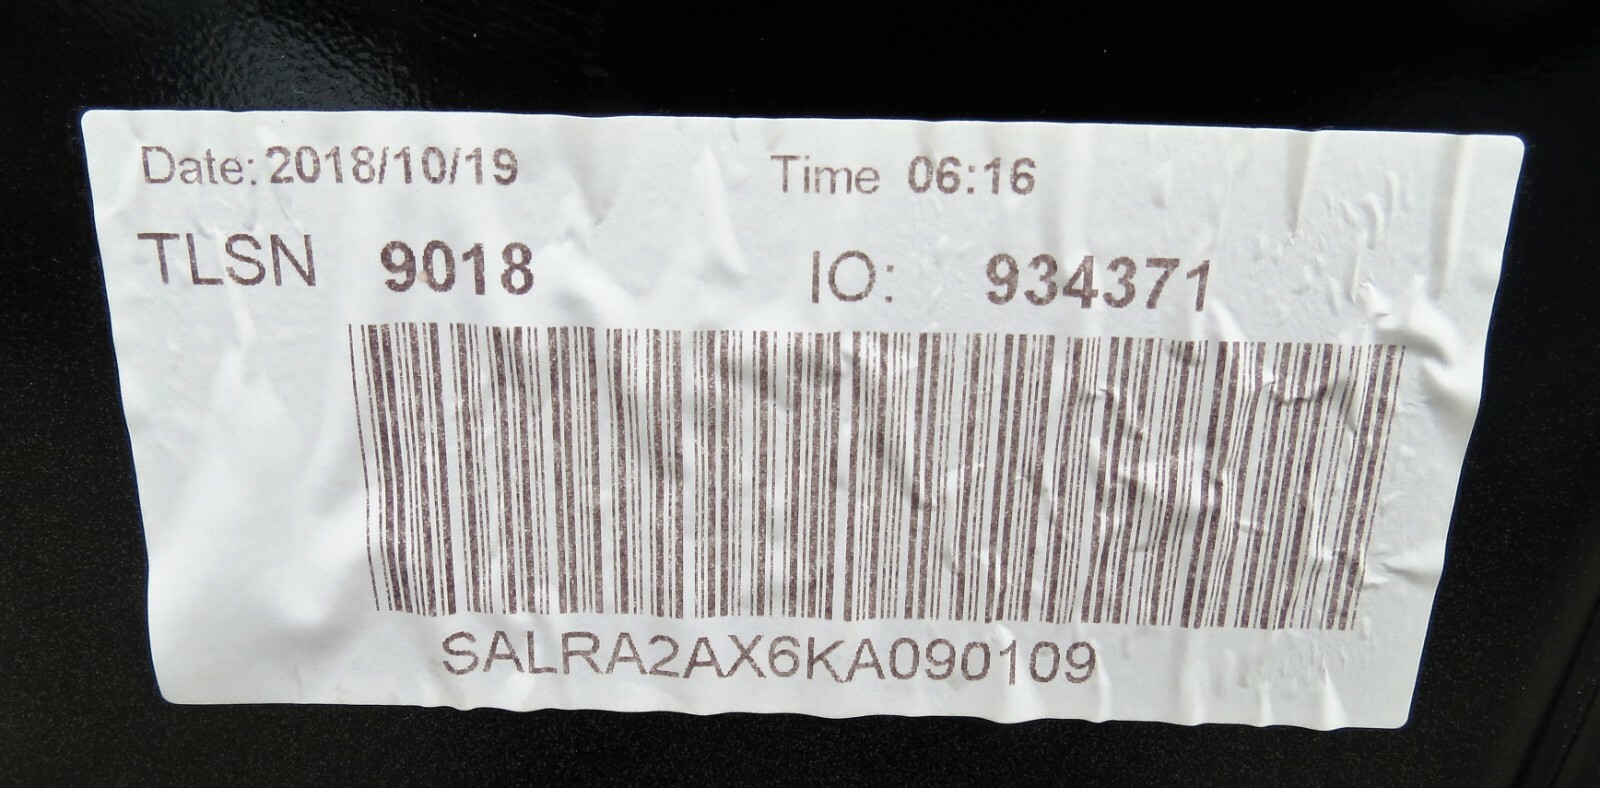 Date: 2018/10/19 Time 06:16
TLSN 9018 IO: 934371
SALRA2AX6KA090109